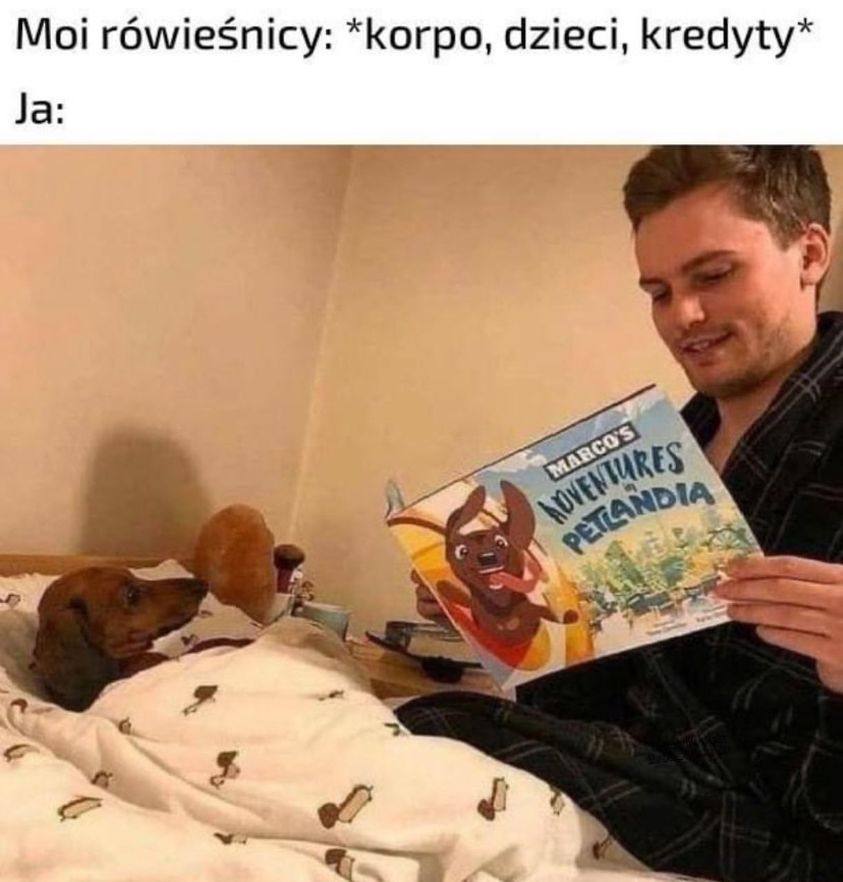 Moi rówieśnicy: *korpo, dzieci, kredyty*
Ja:
MARCO'S
ADVENTURES
IN
PETLANDIA